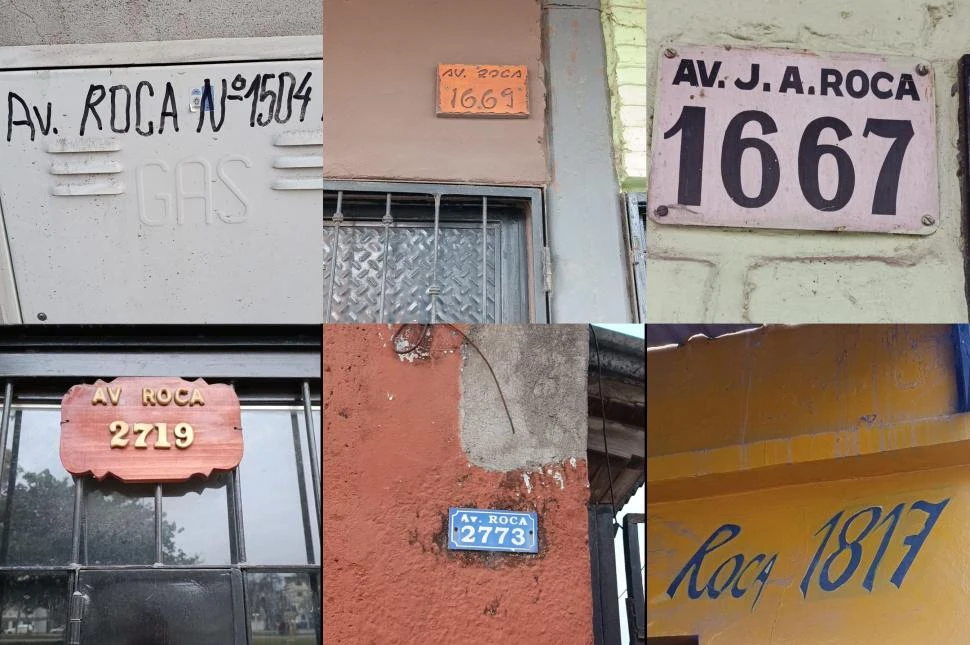 Av. ROCA Nº1504
GAS
AV. ROCA
1669
AV. J. A. ROCA
1667
AV ROCA
2719
Av. ROCA
2773
Roca 1817